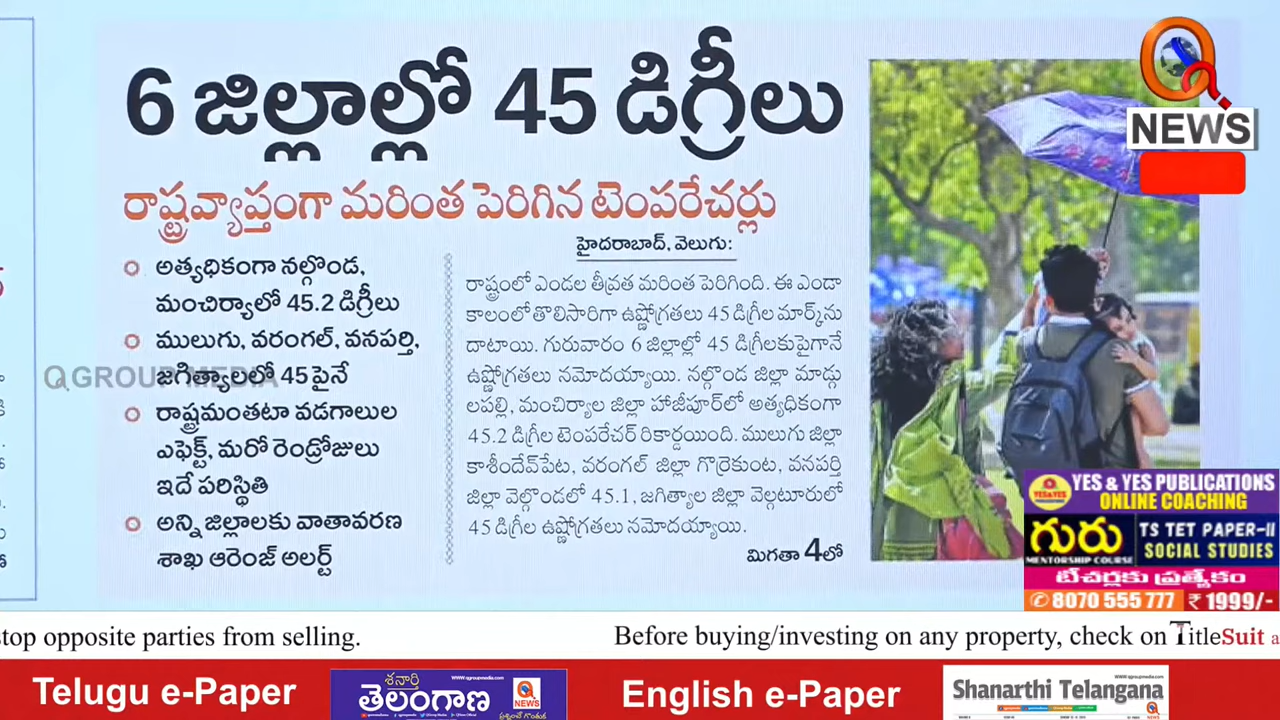 6 జిల్లాల్లో 45 డిగ్రీలు
రాష్ట్రవ్యాప్తంగా మరింత పెరిగిన టెంపరేచర్లు
అత్యధికంగా నల్గొండ,
మంచిర్యాలో 45.2 డిగ్రీలు
ములుగు, వరంగల్, వనపర్తి,
జగిత్యాలలో 45 పైనే
రాష్ట్రమంతటా వడగాలుల
ఎఫెక్ట్, మరో రెండ్రోజులు
ఇదే పరిస్థితి
అన్ని జిల్లాలకు వాతావరణ
శాఖ ఆరెంజ్ అలర్ట్
హైదరాబాద్, వెలుగు:
రాష్ట్రంలో ఎండల తీవ్రత మరింత పెరిగింది. ఈ ఎండా
కాలంలో తొలిసారిగా ఉష్ణోగ్రతలు 45 డిగ్రీల మార్క్‌ను
దాటాయి. గురువారం 6 జిల్లాల్లో 45 డిగ్రీలకుపైగానే
ఉష్ణోగ్రతలు నమోదయ్యాయి. నల్గొండ జిల్లా మాడ్గు
లపల్లి, మంచిర్యాల జిల్లా హాజీపూర్‌లో అత్యధికంగా
45.2 డిగ్రీల టెంపరేచర్ రికార్డయింది. ములుగు జిల్లా
కాశీందేవ్‌పేట, వరంగల్ జిల్లా గొర్రెకుంట, వనపర్తి
జిల్లా వెల్గొండలో 45.1, జగిత్యాల జిల్లా వెల్గటూరులో
45 డిగ్రీల ఉష్ణోగ్రతలు నమోదయ్యాయి.
మిగతా 4లో
Q GROUP MEDIA
NEWS
YES & YES PUBLICATIONS
ONLINE COACHING
గురు
MENTORSHIP COURSE
TS TET PAPER-II
SOCIAL STUDIES
టీచర్లకు ప్రత్యేకం
8070 555 777
₹ 1999/-
stop opposite parties from selling.
Before buying/investing on any property, check on TitleSuit a
Telugu e-Paper
శనార్తి
తెలంగాణ
www.qgroupmedia.com
NEWS
English e-Paper
Shanarthi Telangana